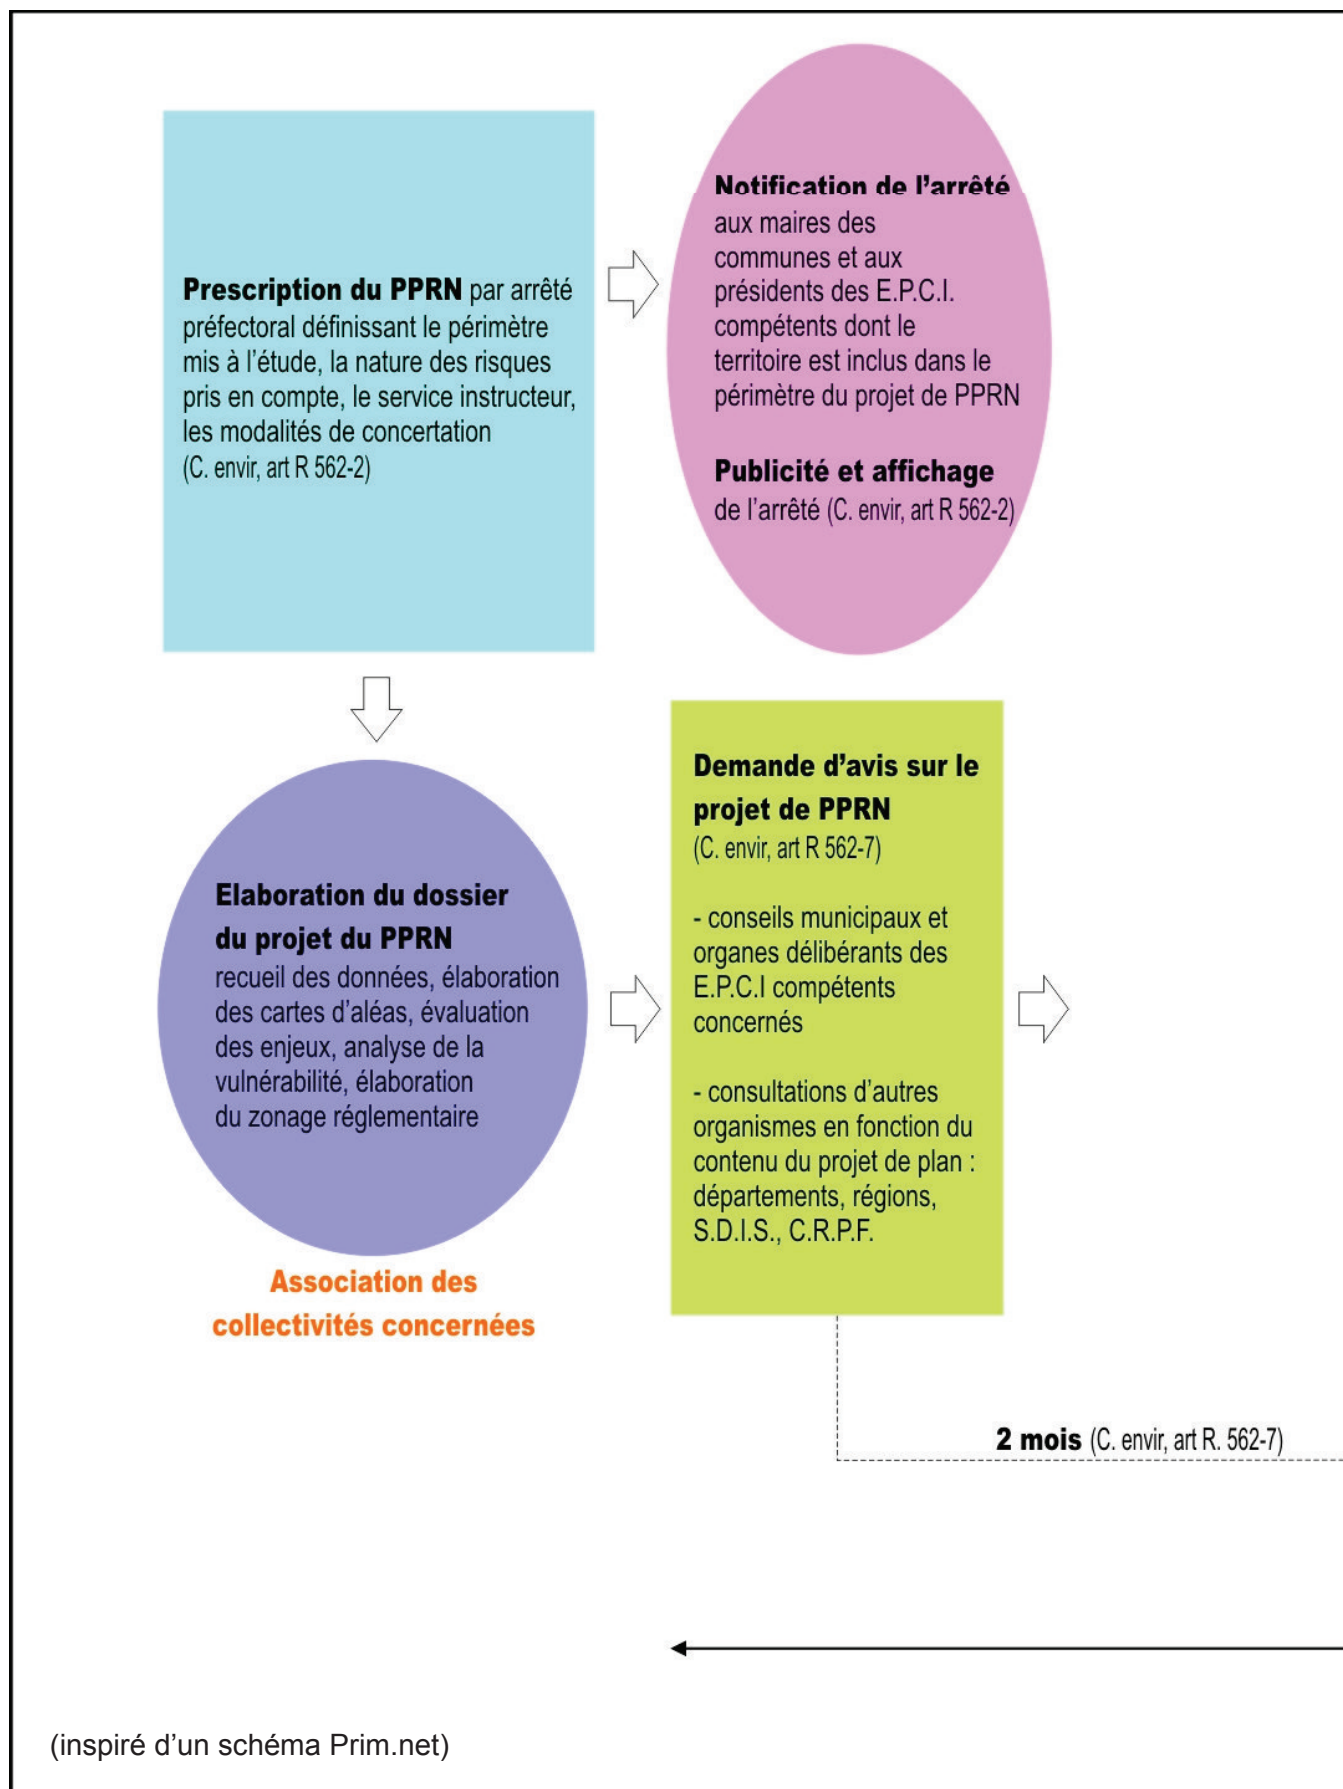 Prescription du PPRN par arrêté
préfectoral définissant le périmètre
mis à l'étude, la nature des risques
pris en compte, le service instructeur,
les modalités de concertation
(C. envir, art R 562-2)
Notification de l'arrêté
aux maires des
communes et aux
présidents des E.P.C.I.
compétents dont le
territoire est inclus dans le
périmètre du projet de PPRN
Publicité et affichage
de l'arrêté (C. envir, art R 562-2)
Elaboration du dossier
du projet du PPRN
recueil des données, élaboration
des cartes d'aléas, évaluation
des enjeux, analyse de la
vulnérabilité, élaboration
du zonage réglementaire
Association des
collectivités concernées
Demande d'avis sur le
projet de PPRN
(C. envir, art R 562-7)
- conseils municipaux et
organes délibérants des
E.P.C.I compétents
concernés
- consultations d'autres
organismes en fonction du
contenu du projet de plan :
départements, régions,
S.D.I.S., C.R.P.F.
2 mois (C. envir, art R. 562-7)
(inspiré d'un schéma Prim.net)